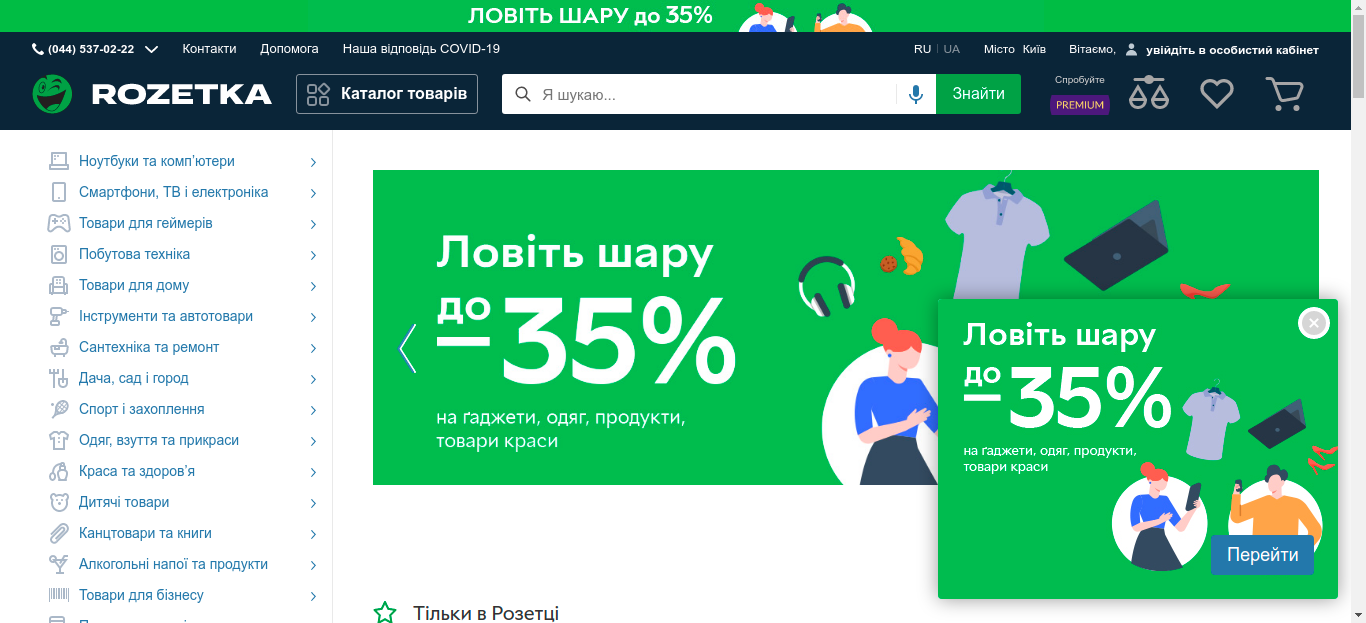 ЛОВІТЬ ШАРУ до 35%
(044) 537-02-22 Контакти Допомога Наша відповідь COVID-19 RU UA Місто Київ Вітаємо, увійдіть в особистий кабінет
ROZETKA Каталог товарів Я шукаю... Знайти Спробуйте PREMIUM
Ноутбуки та комп'ютери
Смартфони, ТВ і електроніка
Товари для геймерів
Побутова техніка
Товари для дому
Інструменти та автотовари
Сантехніка та ремонт
Дача, сад і город
Спорт і захоплення
Одяг, взуття та прикраси
Краса та здоров'я
Дитячі товари
Канцтовари та книги
Алкогольні напої та продукти
Товари для бізнесу
Ловіть шару
до –35%
на ґаджети, одяг, продукти,
товари краси
Ловіть шару
до –35%
на ґаджети, одяг, продукти,
товари краси
Перейти
Тільки в Розетці